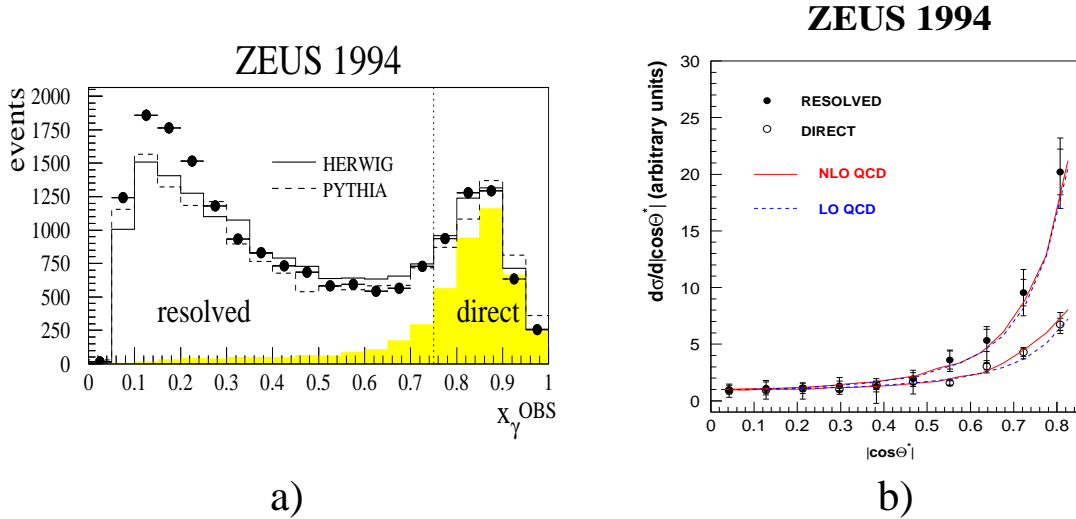 ZEUS 1994
events
2000
1750
1500
1250
1000
750
500
250
0
HERWIG
PYTHIA
resolved
direct
0 0.1 0.2 0.3 0.4 0.5 0.6 0.7 0.8 0.9 1
xγOBS
a)
ZEUS 1994
dσ/d|cosΘ*| (arbitrary units)
30
25
20
15
10
5
0
RESOLVED
DIRECT
NLO QCD
LO QCD
0 0.1 0.2 0.3 0.4 0.5 0.6 0.7 0.8
|cosΘ*|
b)